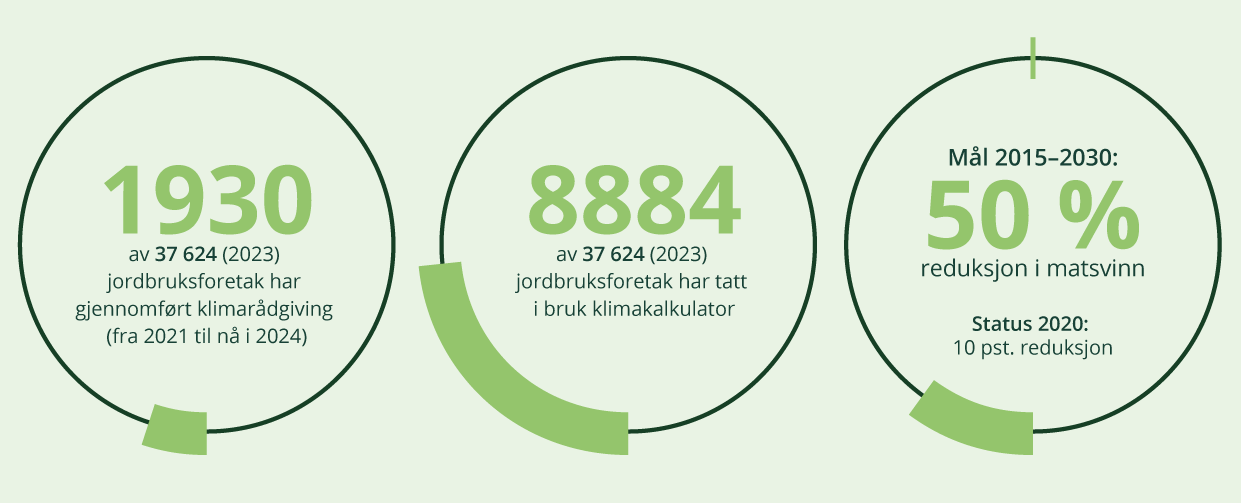 1930
av 37 624 (2023)
jordbruksforetak har
gjennomført klimarådgiving
(fra 2021 til nå i 2024)
8884
av 37 624 (2023)
jordbruksforetak har tatt
i bruk klimakalkulator
Mål 2015–2030:
50 %
reduksjon i matsvinn
Status 2020:
10 pst. reduksjon